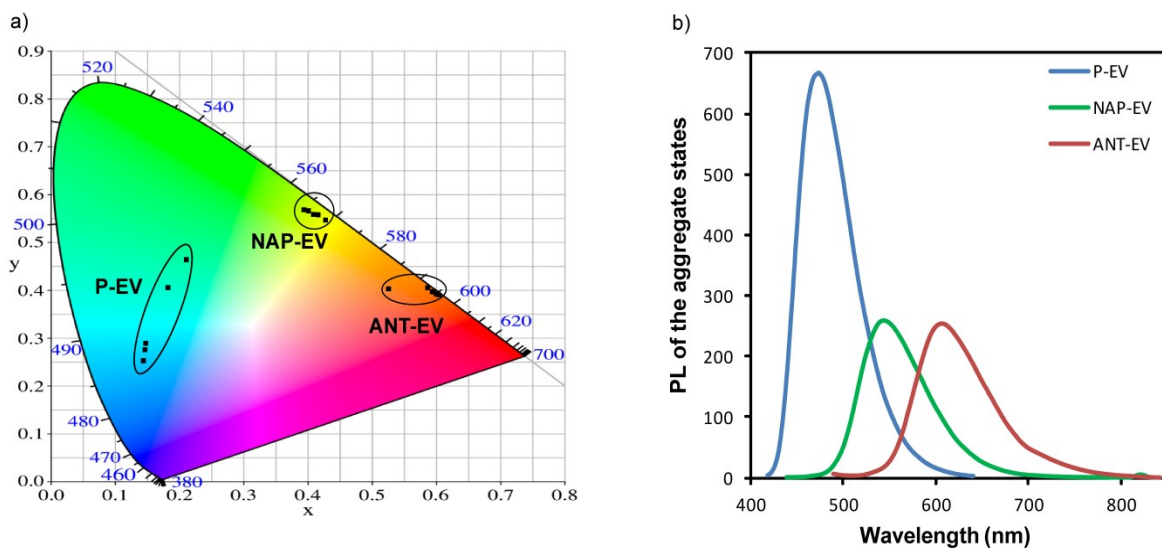 a)
0.9
0.8
0.7
0.6
0.5
y
0.4
0.3
0.2
0.1
0.0
0.0 0.1 0.2 0.3 0.4 0.5 0.6 0.7 0.8
x
520
540
560
500
580
600
620
490
700
480
470
460
380
NAP-EV
P-EV
ANT-EV
b)
PL of the aggregate states
700
600
500
400
300
200
100
0
400 500 600 700 800
Wavelength (nm)
P-EV
NAP-EV
ANT-EV